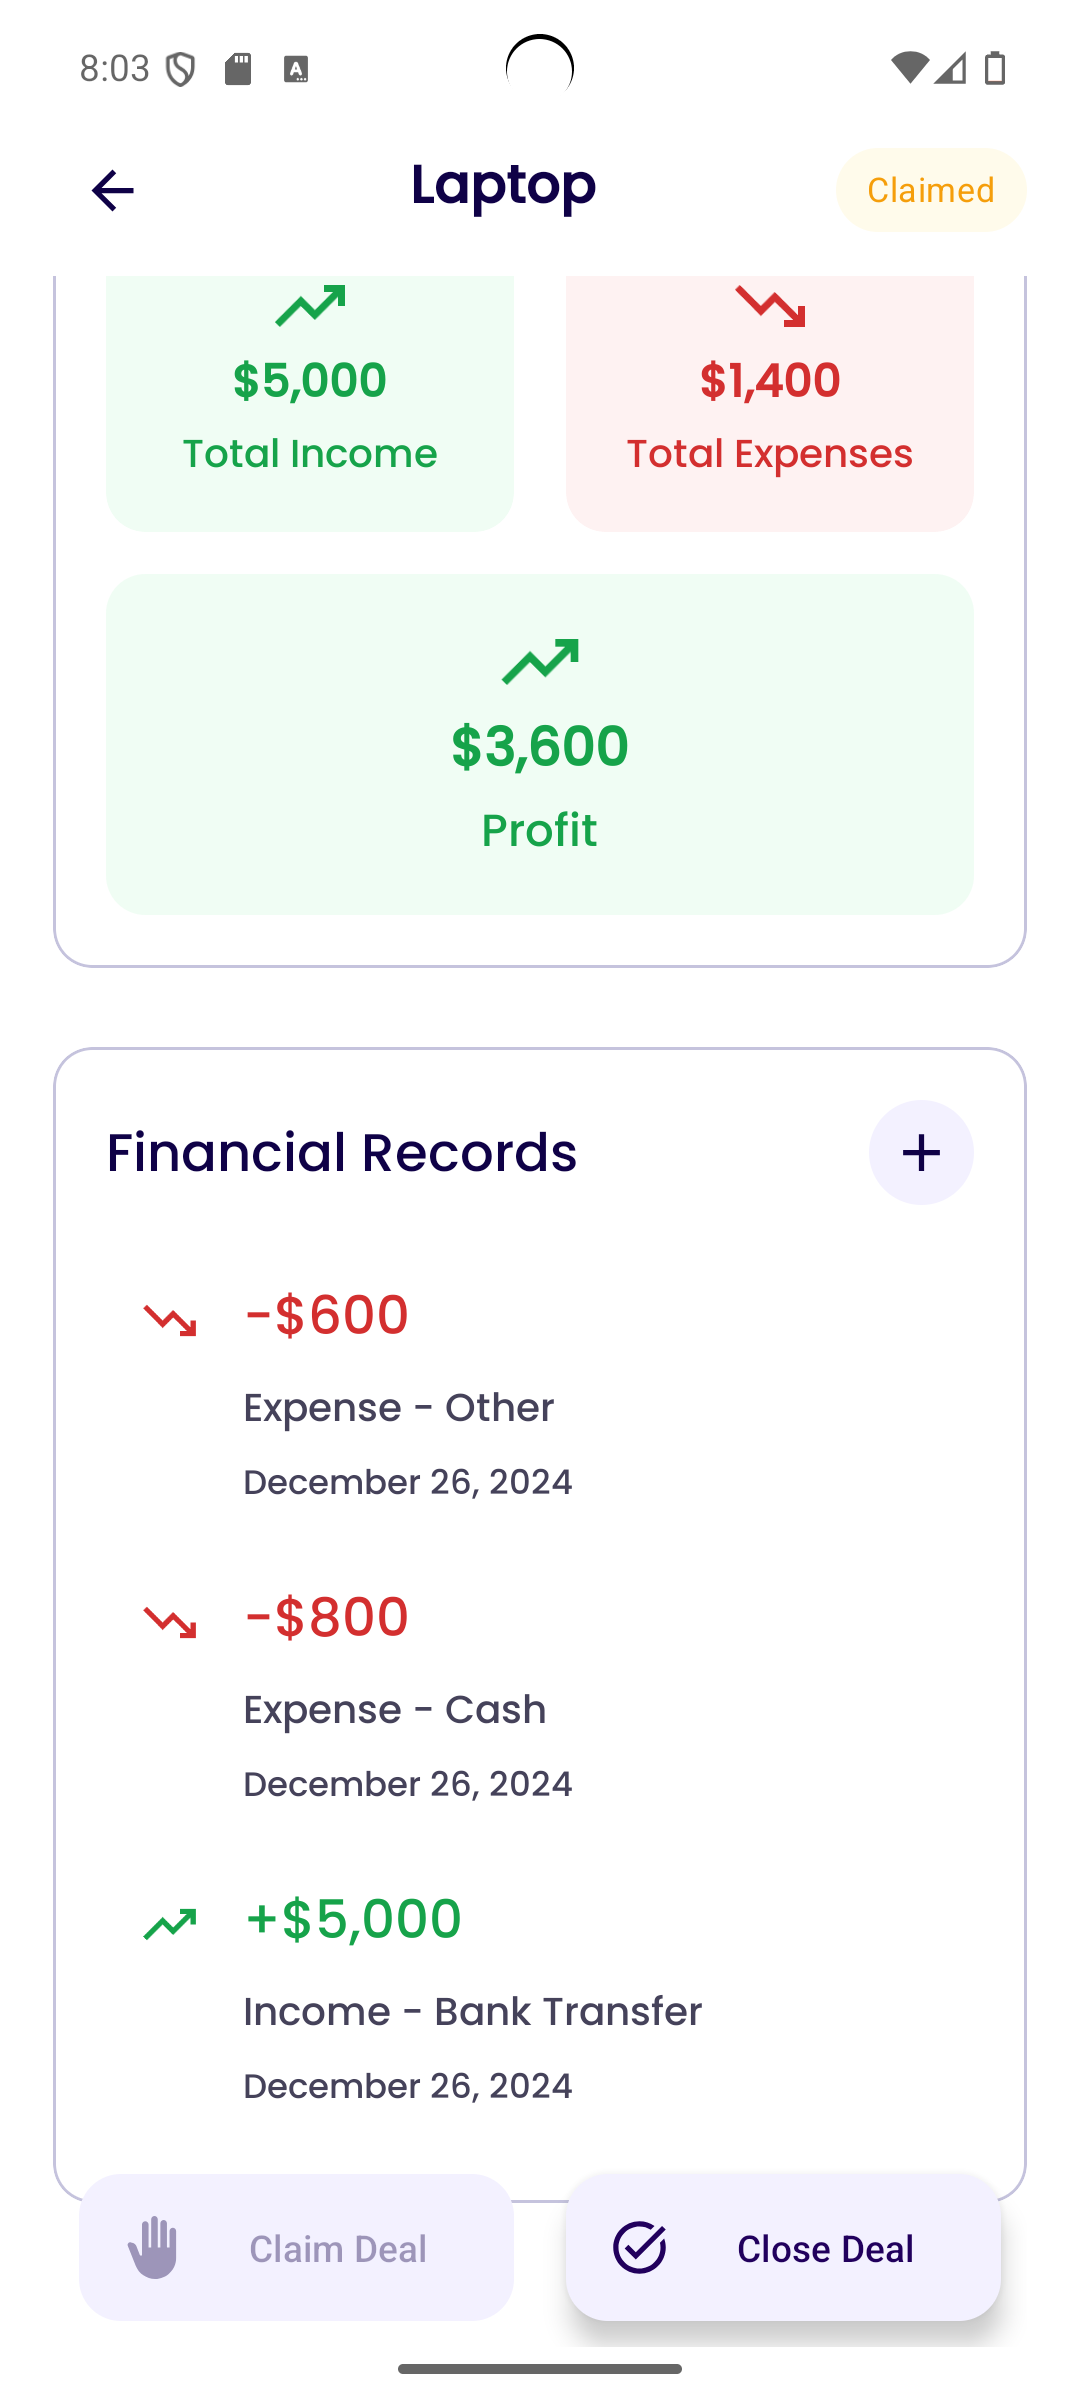 8:03
Laptop
Claimed
$5,000
Total Income
$1,400
Total Expenses
$3,600
Profit
Financial Records
-$600
Expense - Other
December 26, 2024
-$800
Expense - Cash
December 26, 2024
+$5,000
Income - Bank Transfer
December 26, 2024
Claim Deal
Close Deal